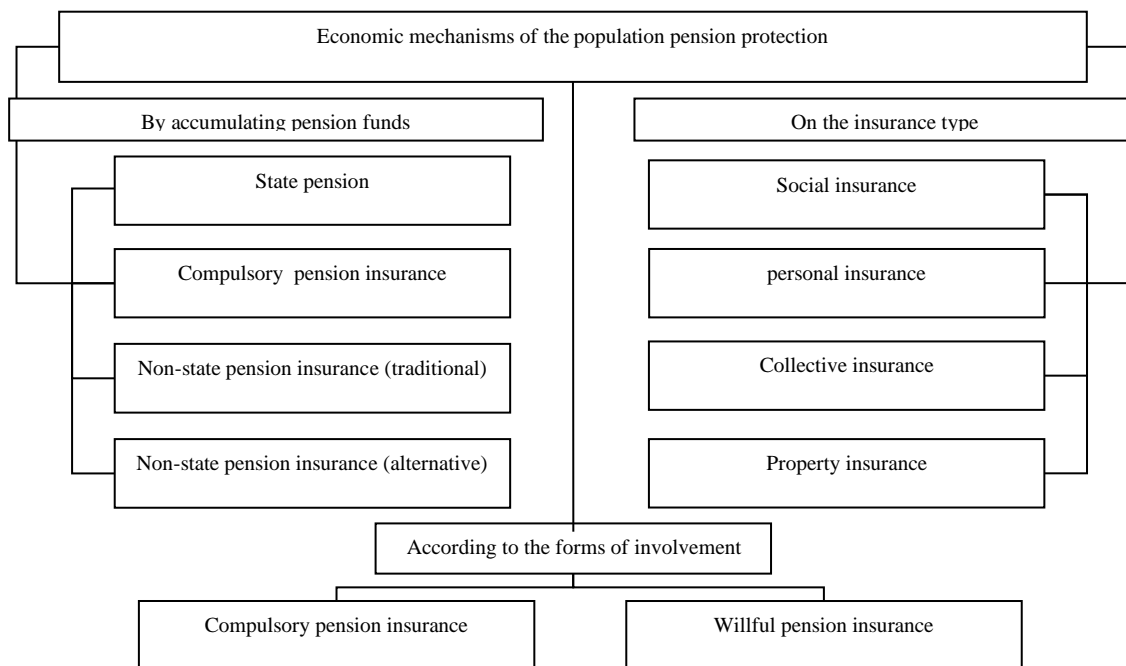 Economic mechanisms of the population pension protection
By accumulating pension funds
On the insurance type
State pension
Social insurance
Compulsory pension insurance
personal insurance
Non-state pension insurance (traditional)
Collective insurance
Non-state pension insurance (alternative)
Property insurance
According to the forms of involvement
Compulsory pension insurance
Willful pension insurance